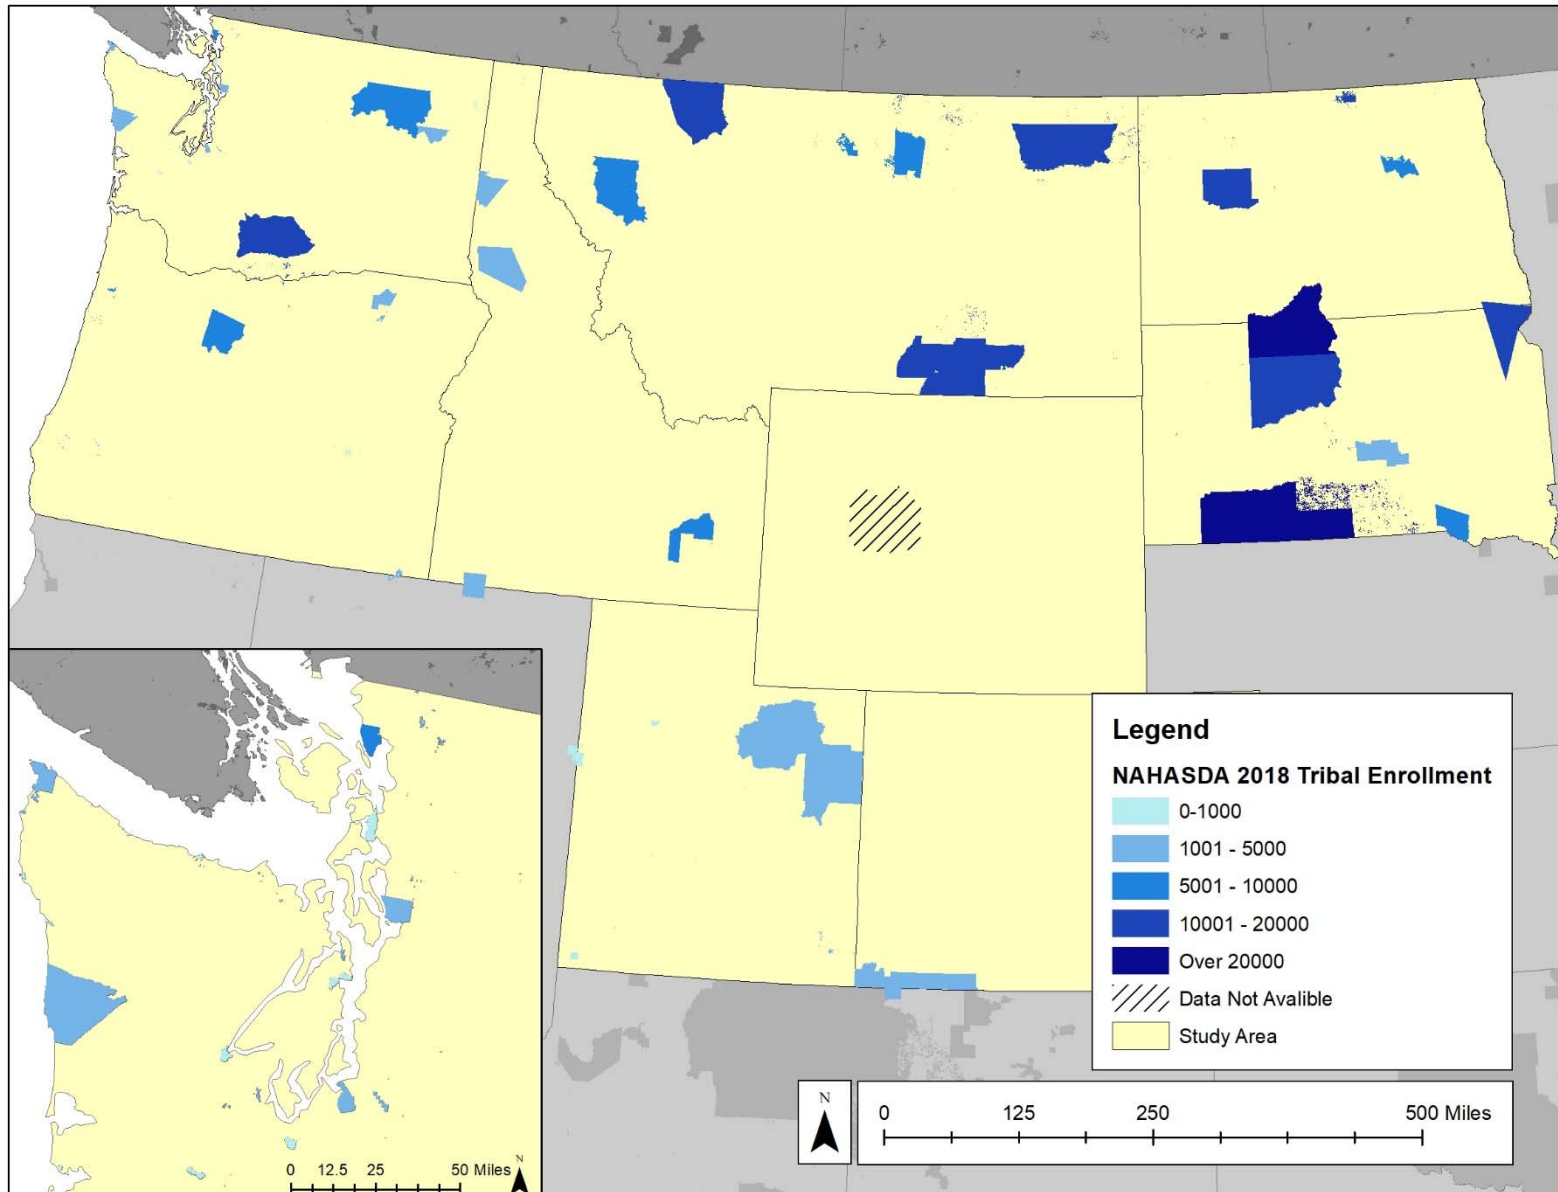 Legend
NAHASDA 2018 Tribal Enrollment
0-1000
1001 - 5000
5001 - 10000
10001 - 20000
Over 20000
Data Not Avalible
Study Area
N
0 125 250 500 Miles
N
0 12.5 25 50 Miles